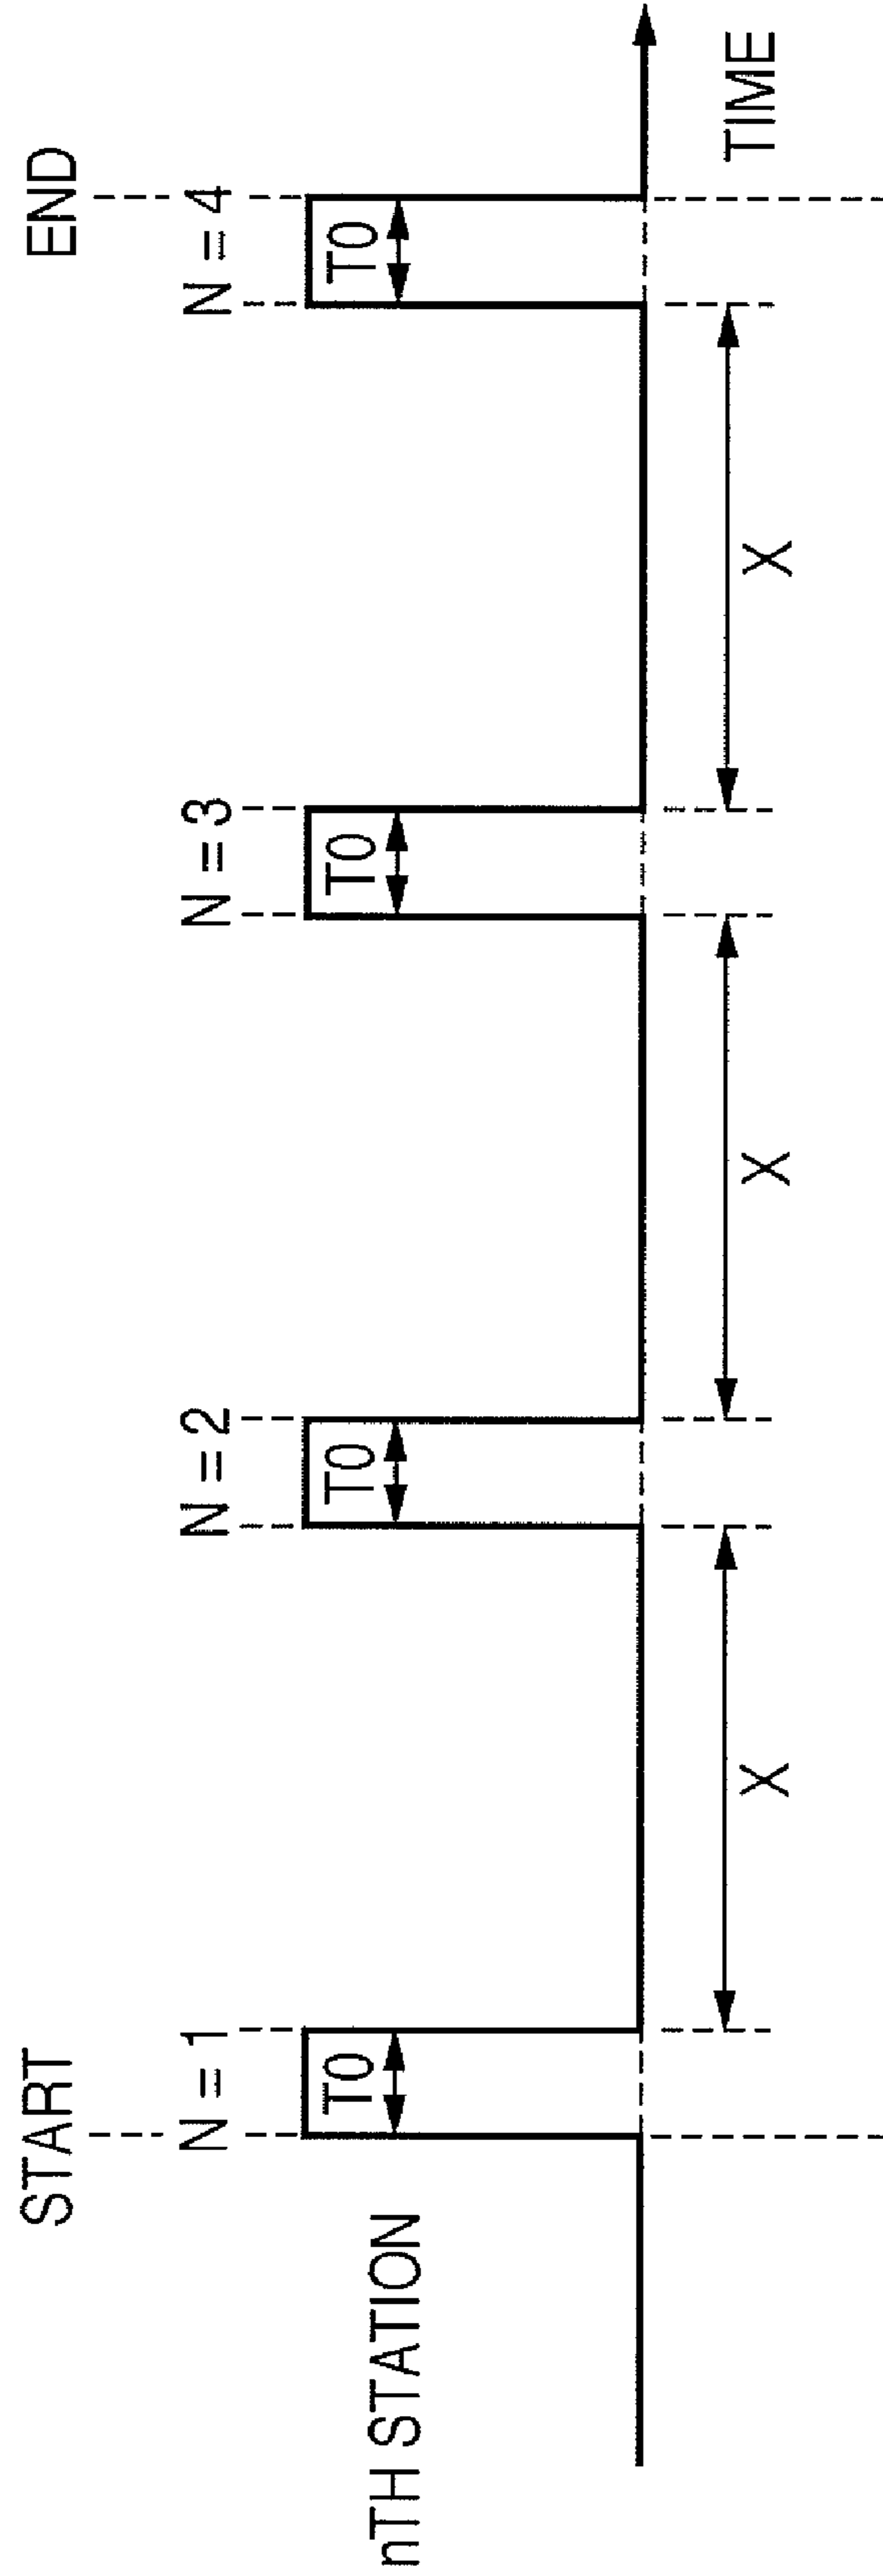 START
END
N = 1
N = 2
N = 3
N = 4
nTH STATION
T0
T0
T0
T0
X
X
X
TIME